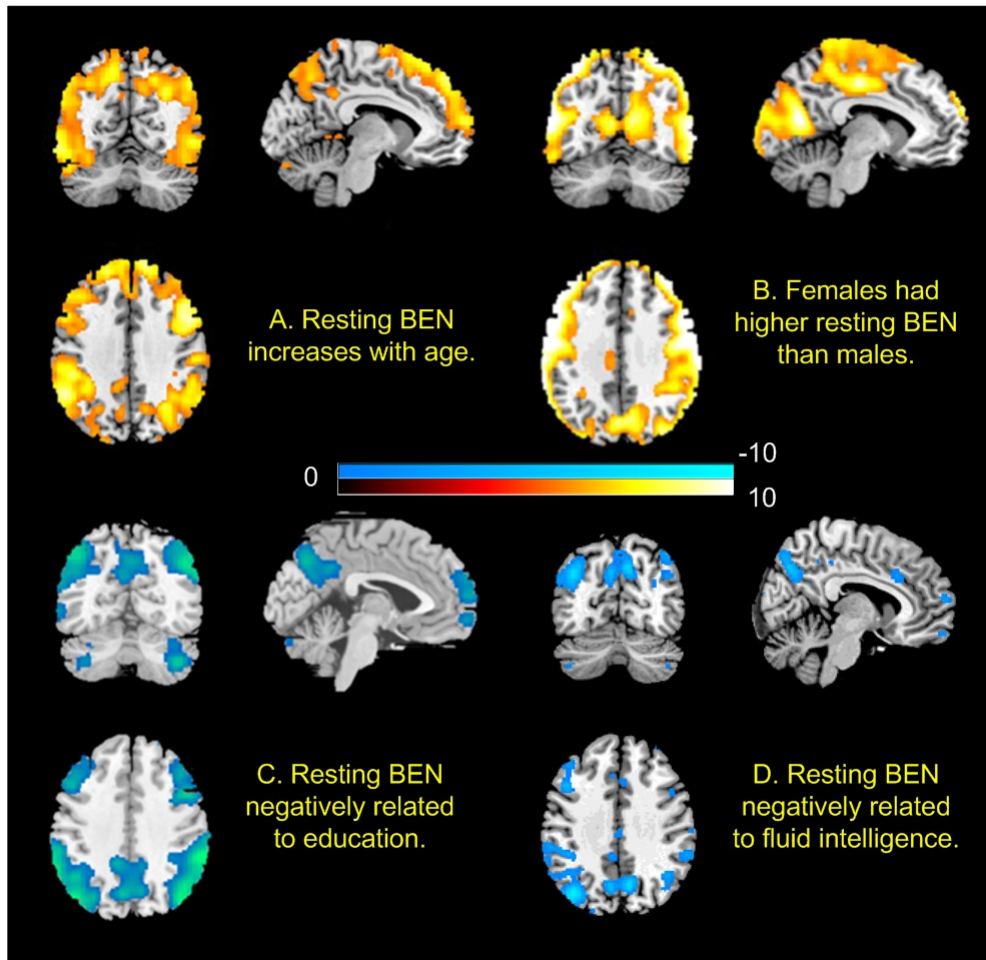 A. Resting BEN
increases with age.
B. Females had
higher resting BEN
than males.
0
-10
10
C. Resting BEN
negatively related
to education.
D. Resting BEN
negatively related
to fluid intelligence.